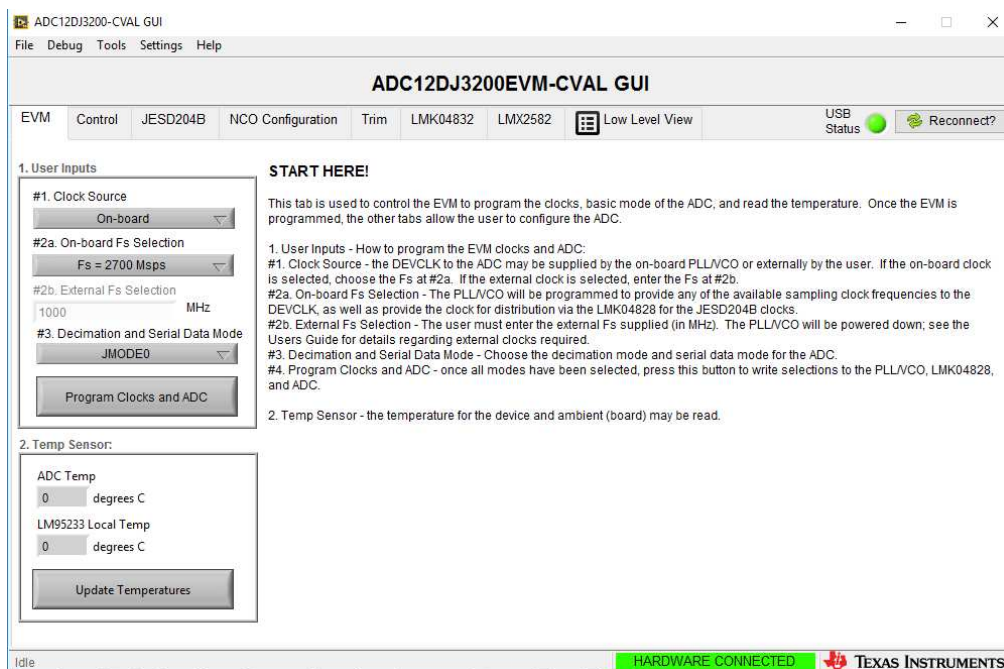 ADC12DJ3200-CVAL GUI
File Debug Tools Settings Help
ADC12DJ3200EVM-CVAL GUI
EVM Control JESD204B NCO Configuration Trim LMK04832 LMX2582 Low Level View USB Status Reconnect?
1. User Inputs
#1. Clock Source
On-board
#2a. On-board Fs Selection
Fs = 2700 Msps
#2b. External Fs Selection
1000 MHz
#3. Decimation and Serial Data Mode
JMODE0
Program Clocks and ADC
2. Temp Sensor:
ADC Temp
0 degrees C
LM95233 Local Temp
0 degrees C
Update Temperatures
START HERE!
This tab is used to control the EVM to program the clocks, basic mode of the ADC, and read the temperature. Once the EVM is
programmed, the other tabs allow the user to configure the ADC.
1. User Inputs - How to program the EVM clocks and ADC:
#1. Clock Source - the DEVCLK to the ADC may be supplied by the on-board PLL/VCO or externally by the user. If the on-board clock
is selected, choose the Fs at #2a. If the external clock is selected, enter the Fs at #2b.
#2a. On-board Fs Selection - The PLL/VCO will be programmed to provide any of the available sampling clock frequencies to the
DEVCLK, as well as provide the clock for distribution via the LMK04828 for the JESD204B clocks.
#2b. External Fs Selection - The user must enter the external Fs supplied (in MHz). The PLL/VCO will be powered down; see the
Users Guide for details regarding external clocks required.
#3. Decimation and Serial Data Mode - Choose the decimation mode and serial data mode for the ADC.
#4. Program Clocks and ADC - once all modes have been selected, press this button to write selections to the PLL/VCO, LMK04828,
and ADC.
2. Temp Sensor - the temperature for the device and ambient (board) may be read.
Idle HARDWARE CONNECTED TEXAS INSTRUMENTS